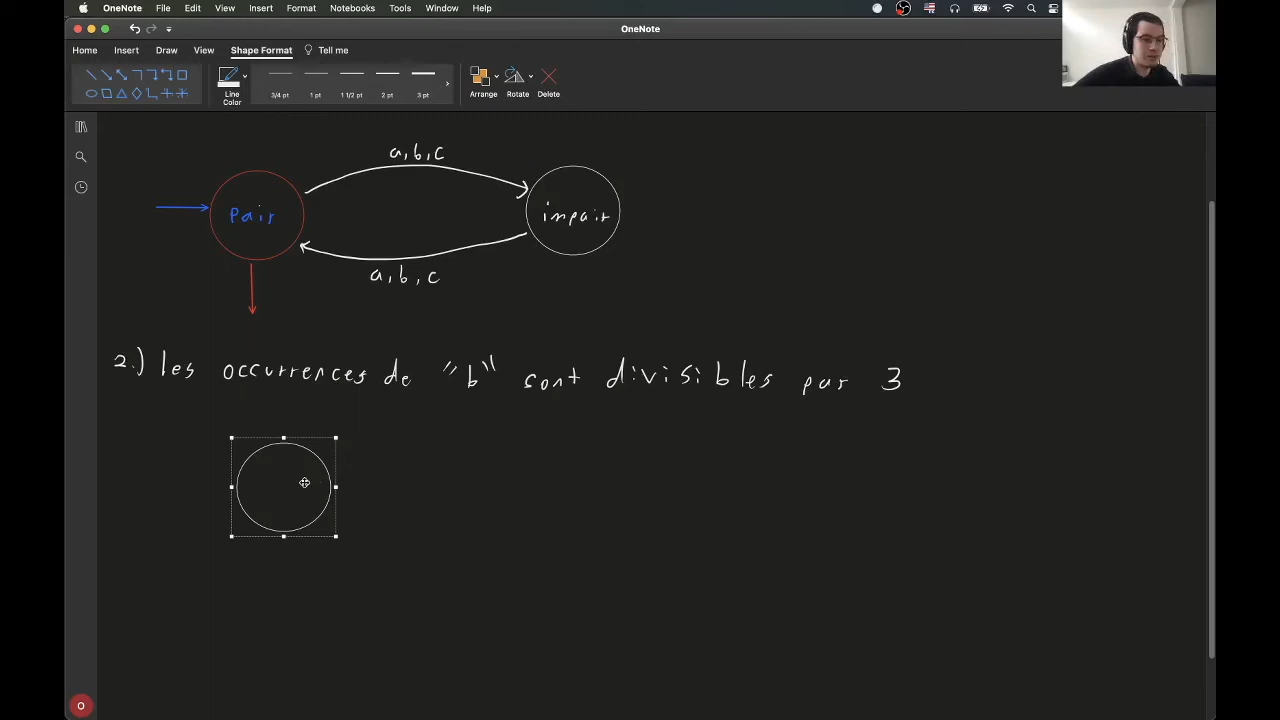 OneNote File Edit View Insert Format Notebooks Tools Window Help
OneNote
Home Insert Draw View Shape Format Tell me
3/4 pt 1 pt 1 1/2 pt 2 pt 3 pt
Line Color Arrange Rotate Delete
a,b,c
Pair impair
a,b,c
2.) les occurrences de "b" sont divisibles par 3
O